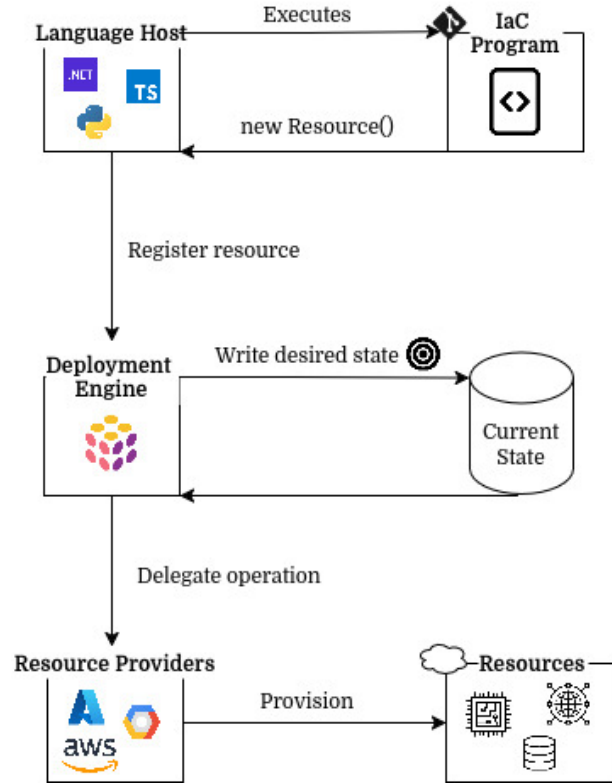 Executes
Language Host
IaC
Program
.NET
TS
new Resource()
Register resource
Deployment
Engine
Write desired state
Current
State
Delegate operation
Resource Providers
Resources
Provision
aws